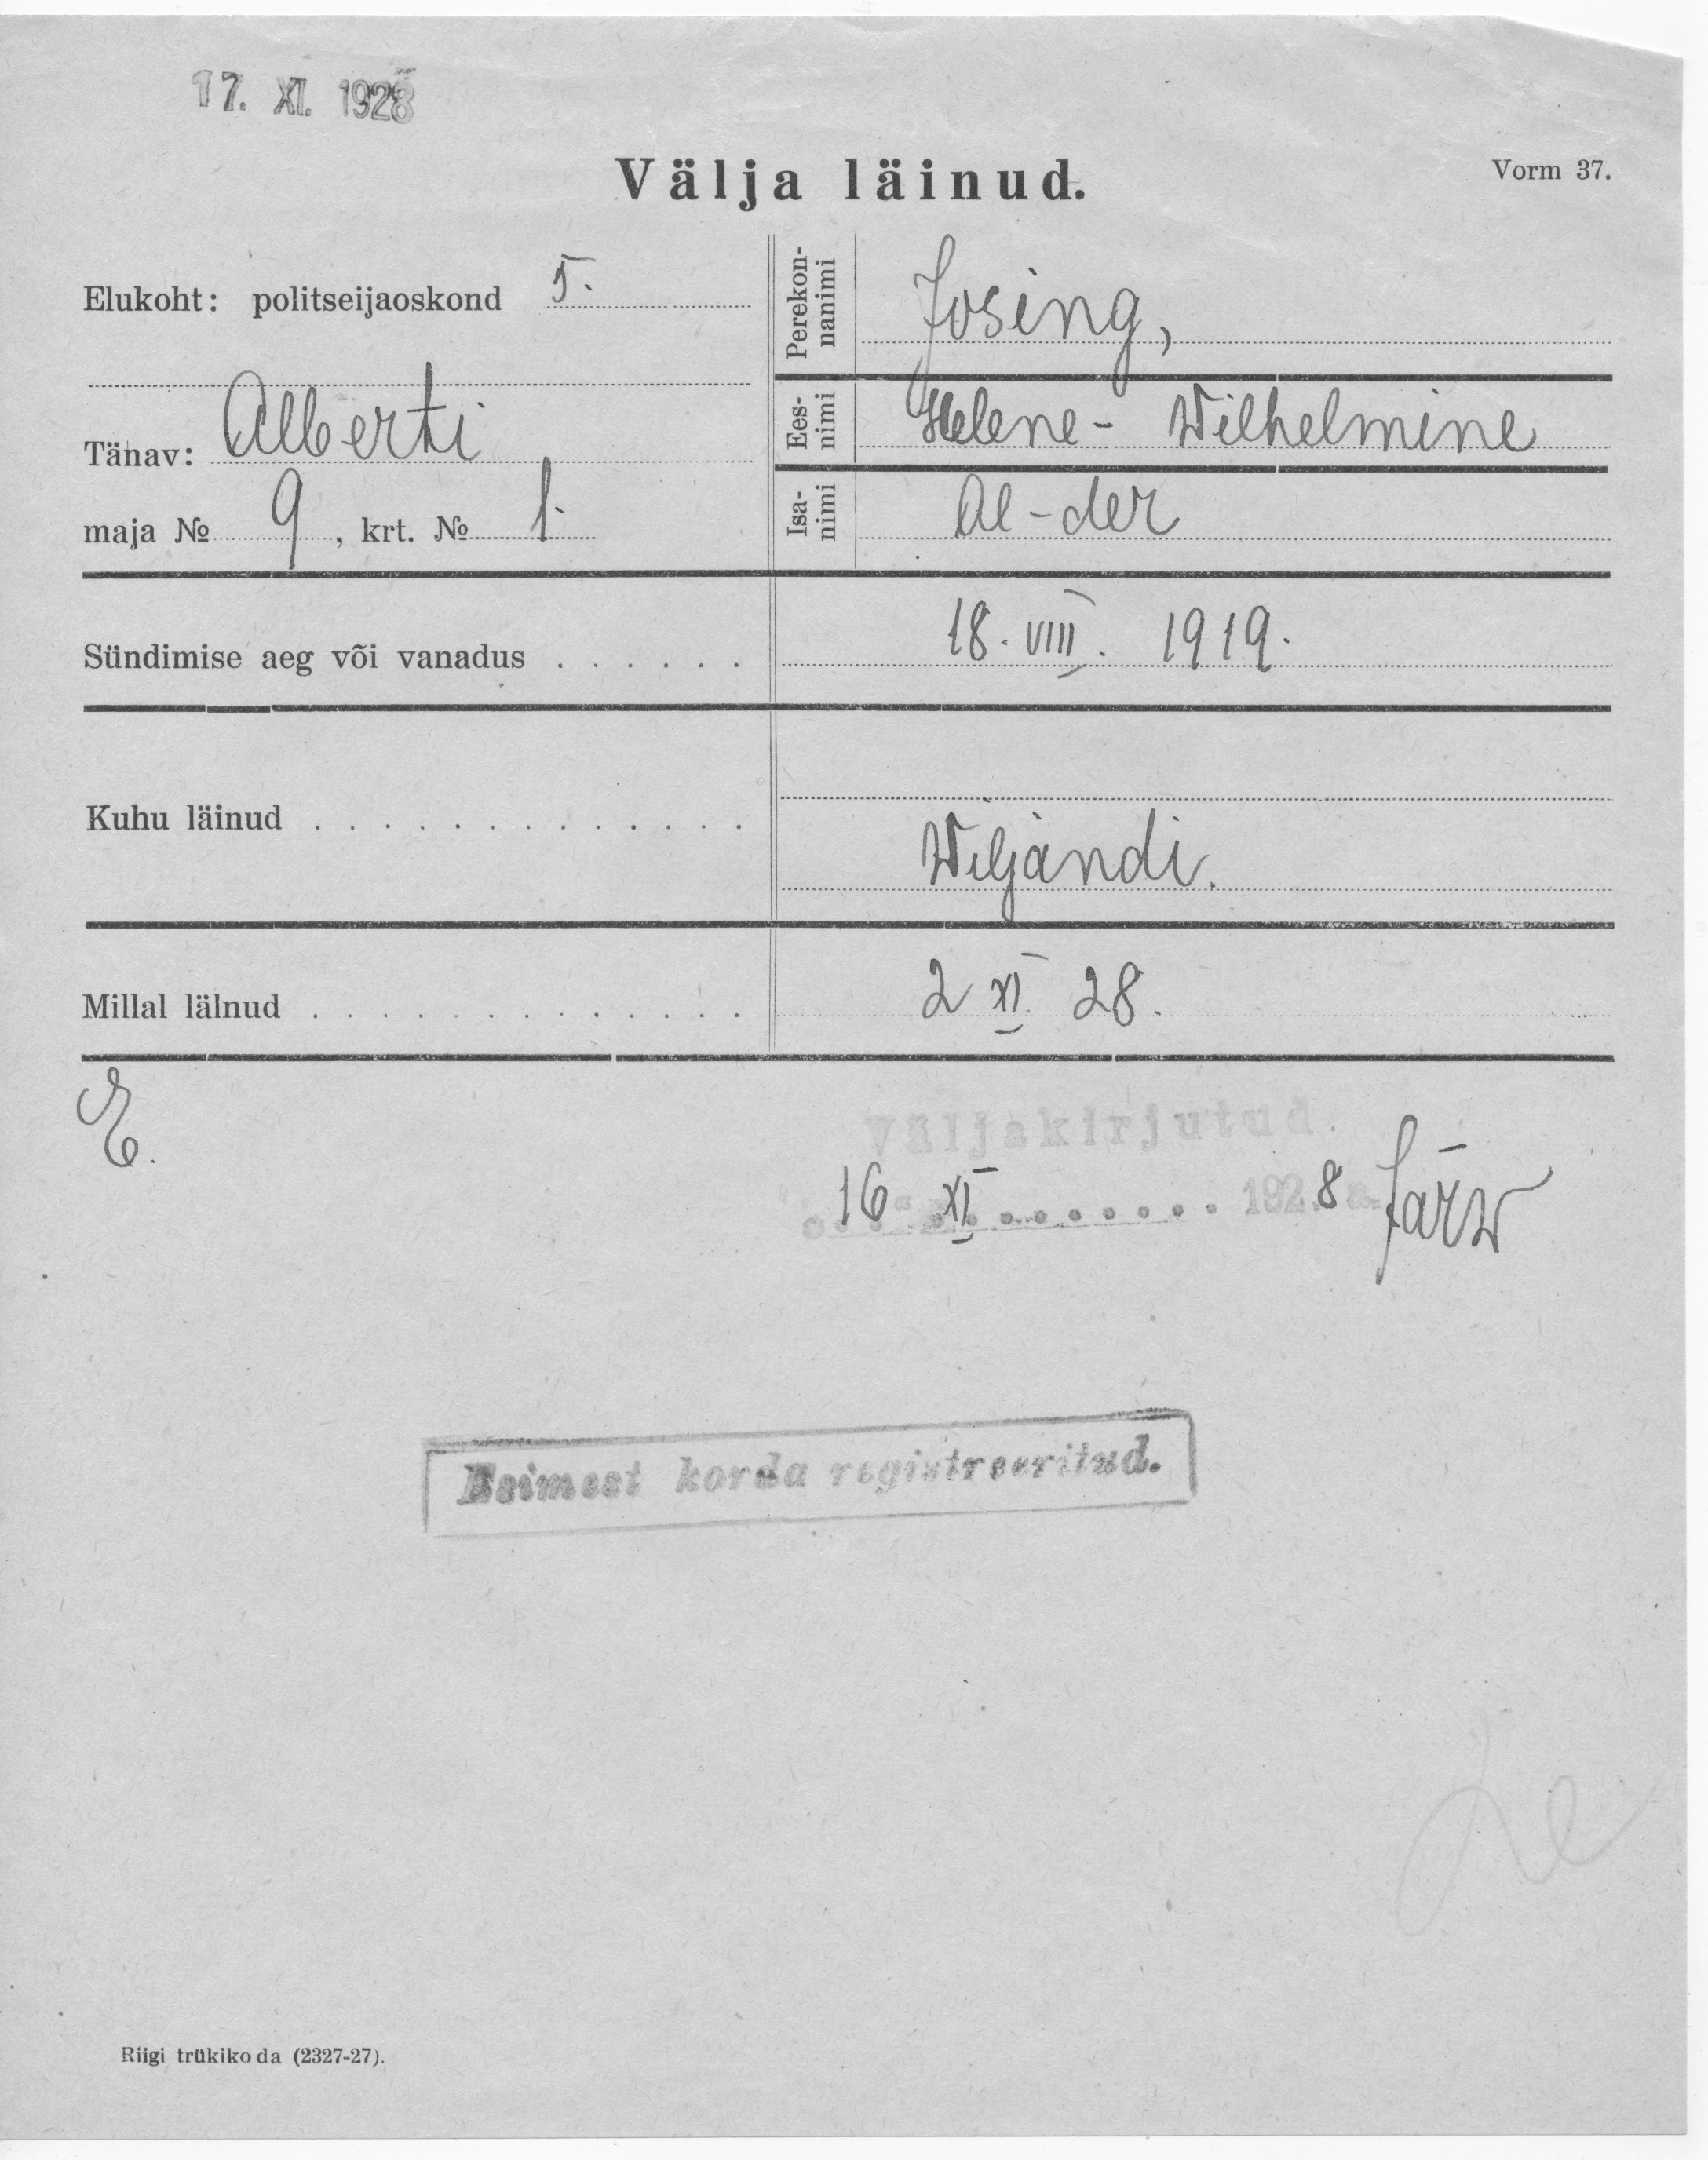 17. XI. 1928
Välja läinud.
Vorm 37.
Elukoht: politseijaoskond 5.
Tänav: Alberti
maja № 9, krt. № 1.
Perekon-
nanimi
Josing,
Ees-
nimi
Helene- Wilhelmine
Isa-
nimi
Al-der
Sündimise aeg või vanadus . . . . . . 18. VIII. 1919.
Kuhu läinud . . . . . . . . . . . . . Wiljandi.
Millal lälnud . . . . . . . . . . . . . 2 XI 28.
E.
Väljakirjutud.
16 XI . . . . . . . . 1928 a. Järw
Esimest korda registreeritud.
Riigi trükikoda (2327-27).